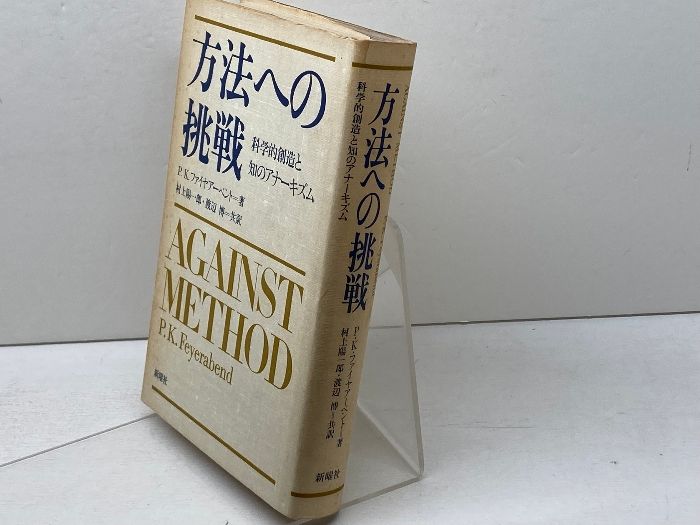 方法への
挑戦
科学的創造と
知のアナーキズム
P.K.ファイヤアーベント=著
村上陽一郎・渡辺 博=共訳
AGAINST
METHOD
P.K.Feyerabend
新曜社
方法への挑戦
科学的創造と知のアナーキズム
P.K.ファイヤアーベント=著
村上陽一郎・渡辺 博=共訳
新曜社